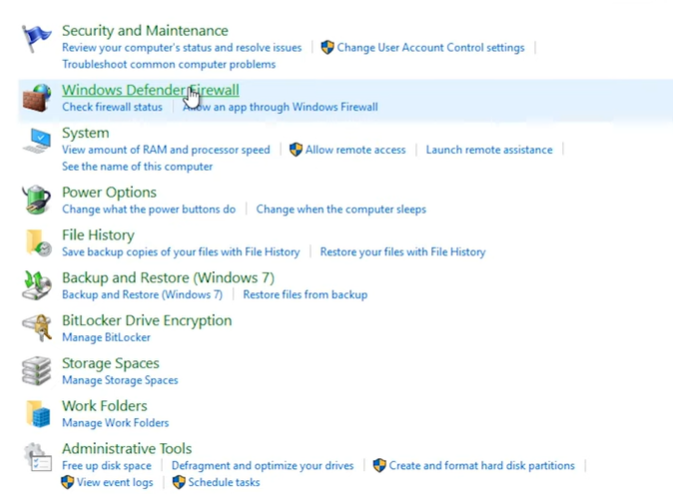 Security and Maintenance
Review your computer's status and resolve issues | Change User Account Control settings |
Troubleshoot common computer problems
Windows Defender Firewall
Check firewall status | Allow an app through Windows Firewall
System
View amount of RAM and processor speed | Allow remote access | Launch remote assistance |
See the name of this computer
Power Options
Change what the power buttons do | Change when the computer sleeps
File History
Save backup copies of your files with File History | Restore your files with File History
Backup and Restore (Windows 7)
Backup and Restore (Windows 7) | Restore files from backup
BitLocker Drive Encryption
Manage BitLocker
Storage Spaces
Manage Storage Spaces
Work Folders
Manage Work Folders
Administrative Tools
Free up disk space | Defragment and optimize your drives | Create and format hard disk partitions |
View event logs | Schedule tasks